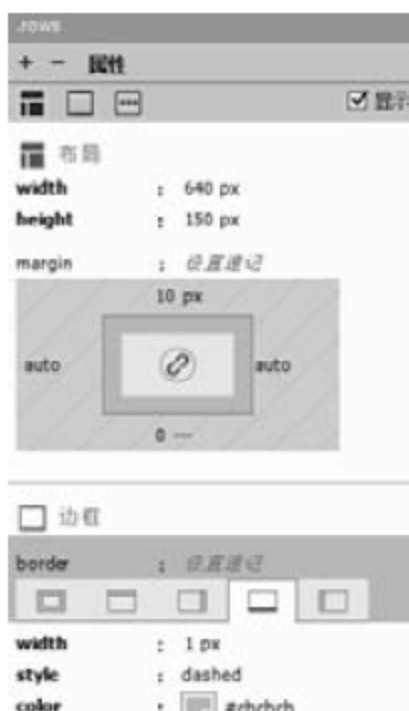 .rows
+ − 属性
显示
布局
width : 640 px
height : 150 px
margin : 设置速记
10 px
auto auto
0 ---
边框
border : 设置速记
width : 1 px
style : dashed
color :